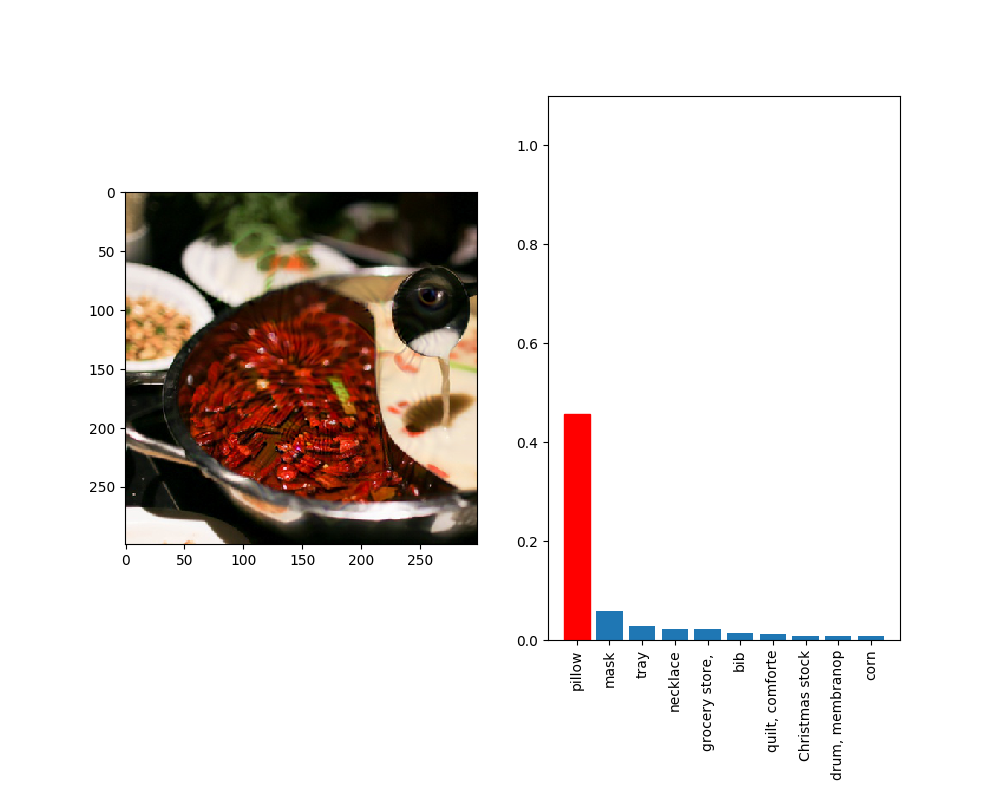 0
50
100
150
200
250
0 50 100 150 200 250
1.0
0.8
0.6
0.4
0.2
0.0
pillow
mask
tray
necklace
grocery store,
bib
quilt, comforte
Christmas stock
drum, membranop
corn